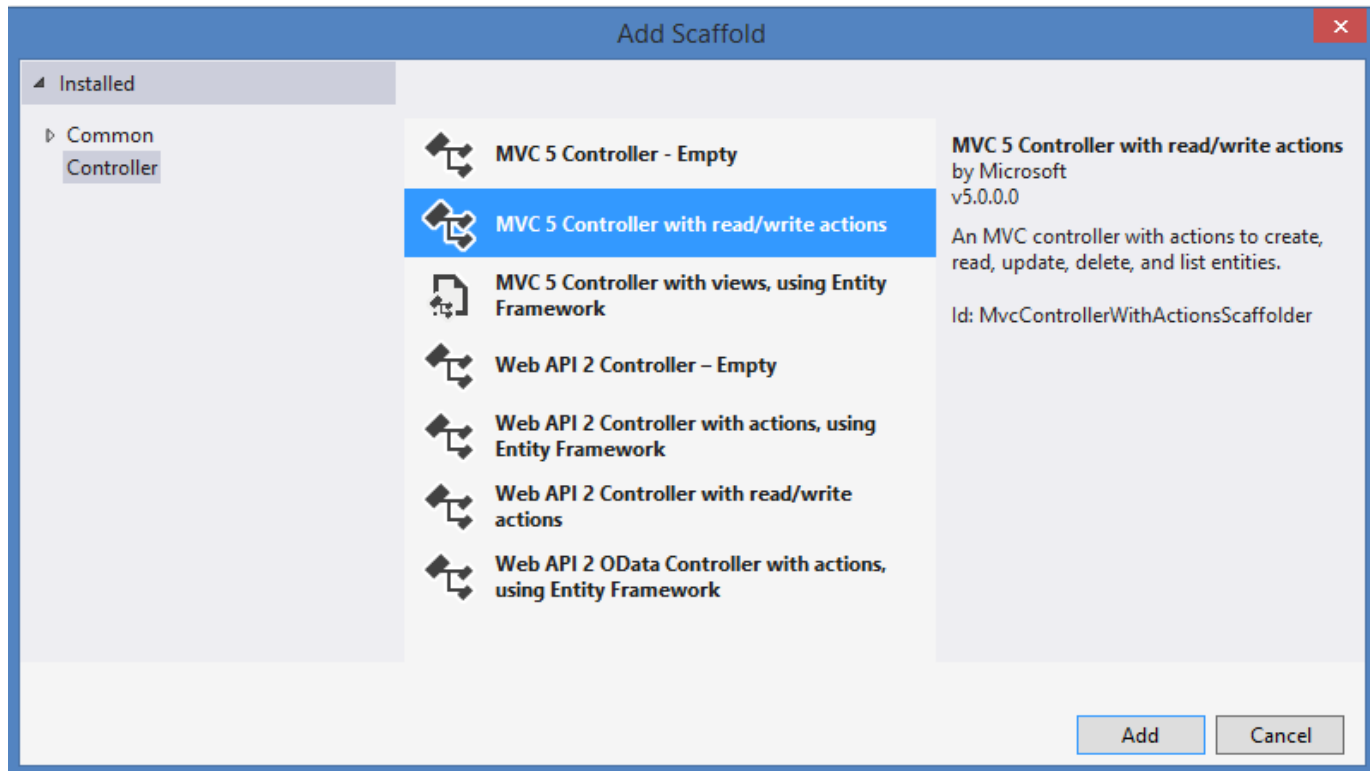 Add Scaffold
Installed
Common
Controller
MVC 5 Controller - Empty
MVC 5 Controller with read/write actions
MVC 5 Controller with views, using Entity
Framework
Web API 2 Controller – Empty
Web API 2 Controller with actions, using
Entity Framework
Web API 2 Controller with read/write
actions
Web API 2 OData Controller with actions,
using Entity Framework
MVC 5 Controller with read/write actions
by Microsoft
v5.0.0.0
An MVC controller with actions to create,
read, update, delete, and list entities.
Id: MvcControllerWithActionsScaffolder
Add
Cancel